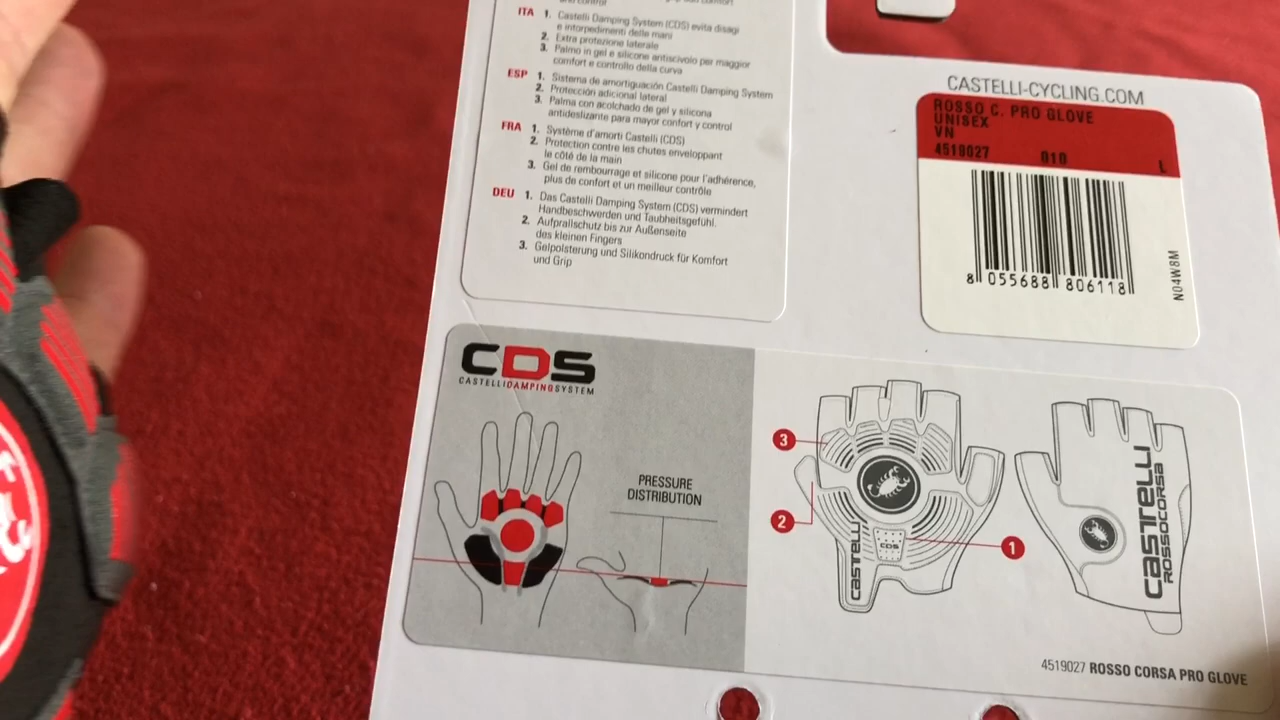 ITA 1. Castelli Damping System (CDS) evita disagi
e intorpedimenti delle mani
2. Extra protezione laterale
3. Palmo in gel e silicone antiscivolo per maggior
comfort e controllo della curva
ESP 1. Sistema de amortiguación Castelli Damping System
2. Protección adicional lateral
3. Palma con acolchado de gel y silicona
antideslizante para mayor confort y control
FRA 1. Système d'amorti Castelli (CDS)
2. Protection contre les chutes enveloppant
le côté de la main
3. Gel de rembourrage et silicone pour l'adhérence,
plus de confort et un meilleur contrôle
DEU 1. Das Castelli Damping System (CDS) vermindert
Handbeschwerden und Taubheitsgefühl.
2. Aufprallschutz bis zur Außenseite
des kleinen Fingers
3. Gelpolsterung und Silikondruck für Komfort
und Grip
CASTELLI-CYCLING.COM
ROSSO C. PRO GLOVE
UNISEX
VN
4519027 010 L
8 055688 806118
N04W8M
CDS
CASTELLIDAMPINGSYSTEM
PRESSURE
DISTRIBUTION
3
2
1
CASTELLI
CDS
CASTELLI
ROSSOCORSA
4519027 ROSSO CORSA PRO GLOVE